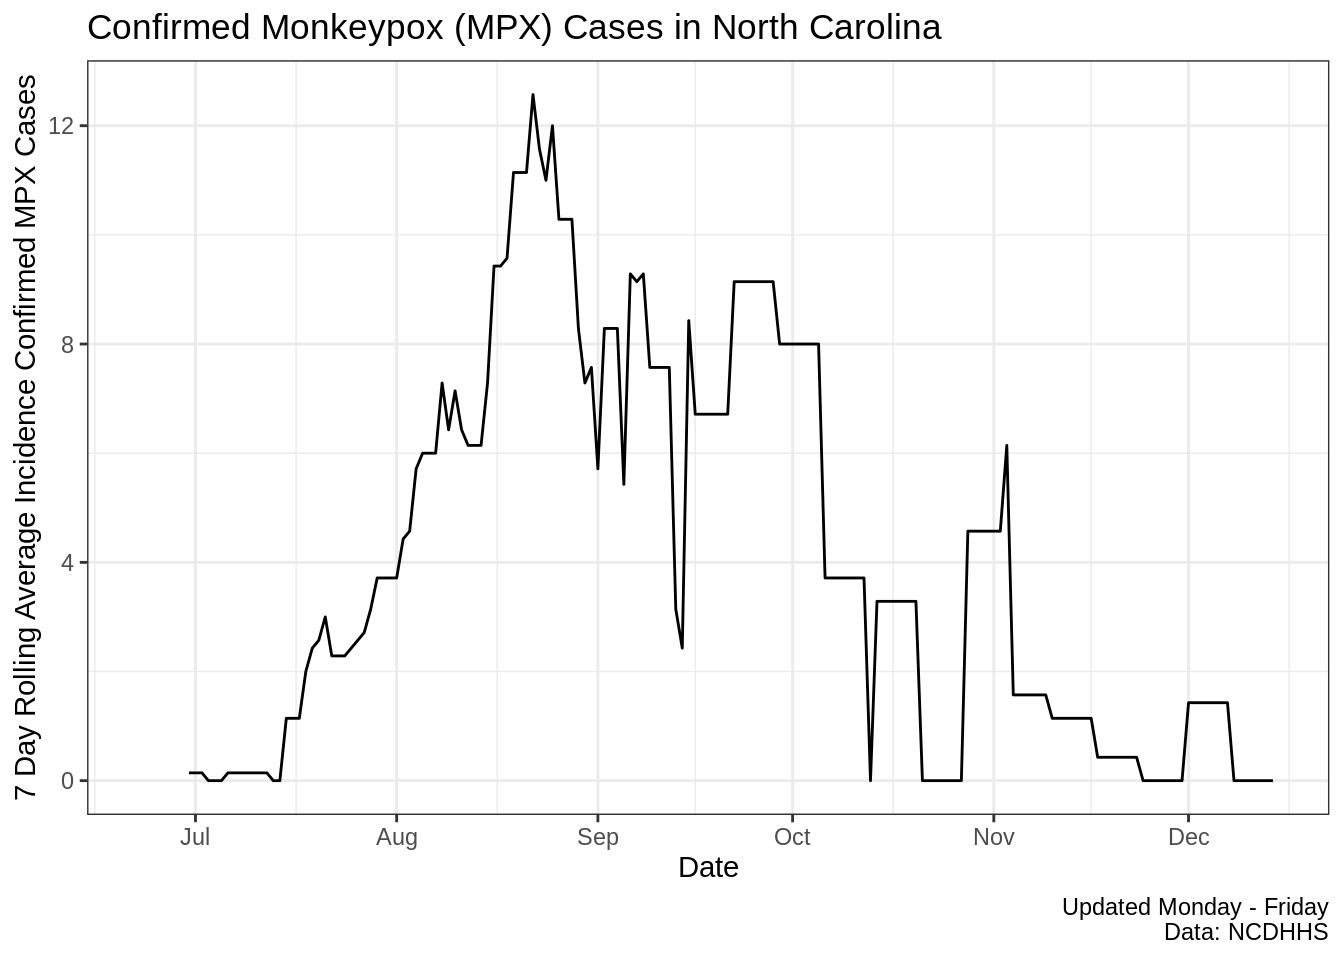 Confirmed Monkeypox (MPX) Cases in North Carolina
7 Day Rolling Average Incidence Confirmed MPX Cases
12
8
4
0
Jul Aug Sep Oct Nov Dec
Date
Updated Monday - Friday
Data: NCDHHS